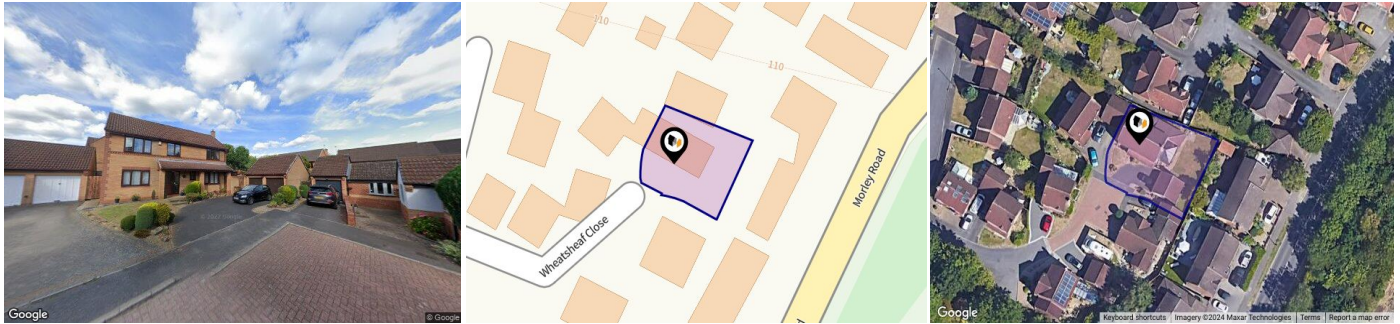 Google
© Google
110
110
Wheatsheaf Close
Morley Road
Google
Keyboard shortcuts
Imagery ©2024 Maxar Technologies
Terms
Report a map error